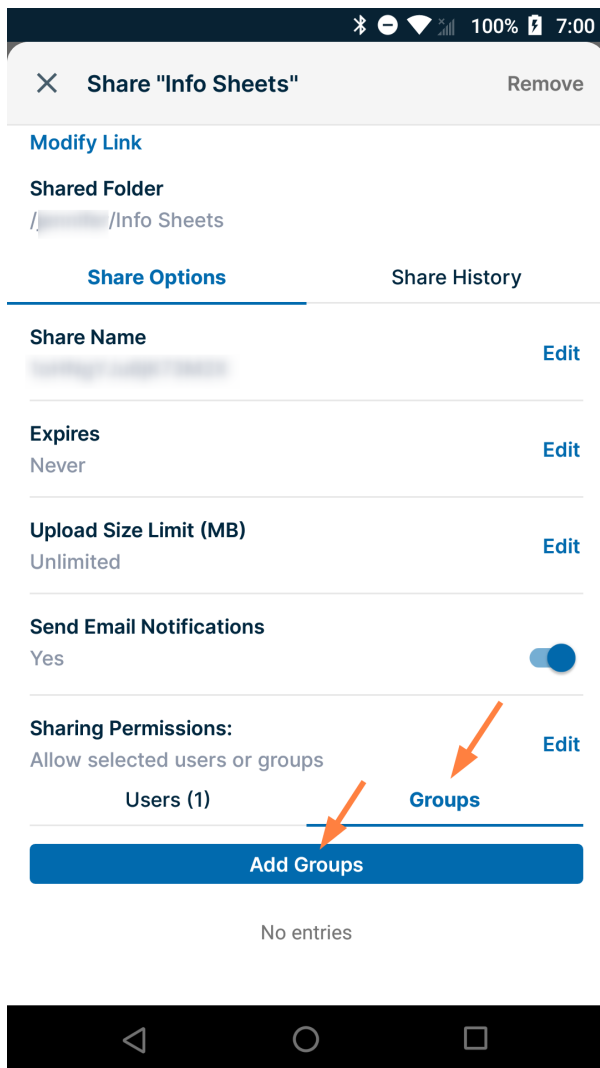 100% 7:00
Share "Info Sheets" Remove
Modify Link
Shared Folder
/Info Sheets
Share Options Share History
Share Name
Edit
Expires
Never
Edit
Upload Size Limit (MB)
Unlimited
Edit
Send Email Notifications
Yes
Sharing Permissions:
Allow selected users or groups
Edit
Users (1) Groups
Add Groups
No entries